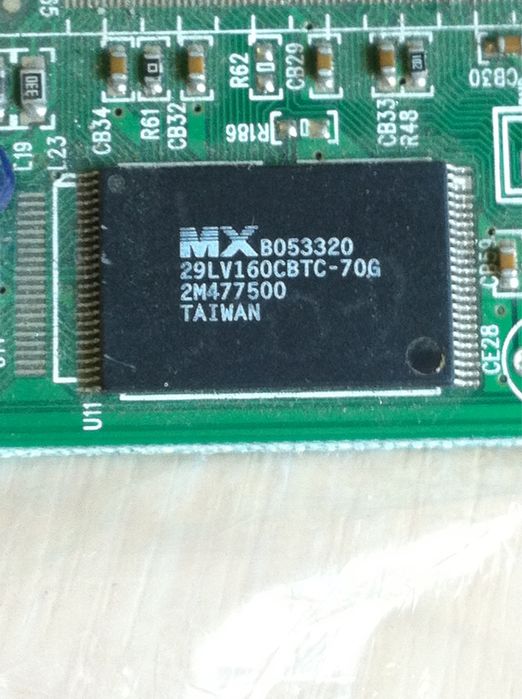 R62
CB29
CB30
330
CB34
R61
CB32
CB33
R48
R186
L19
L23
MX B053320
29LV160CBTC-70G
2M477500
TAIWAN
CE28
U11